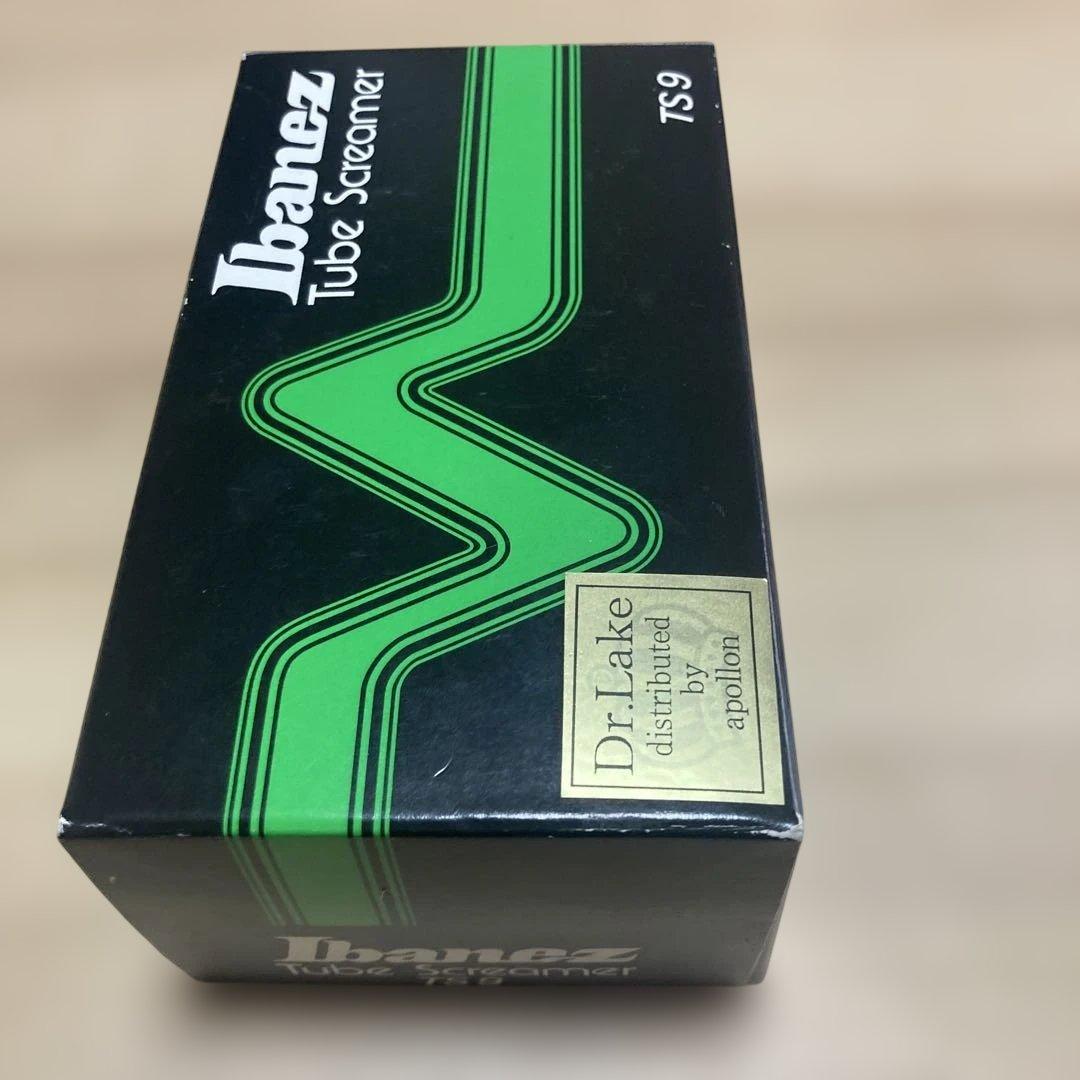 Ibanez
Tube Screamer
TS9
Dr.Lake
distributed
by
apollon
Ibanez
Tube Screamer
TS9